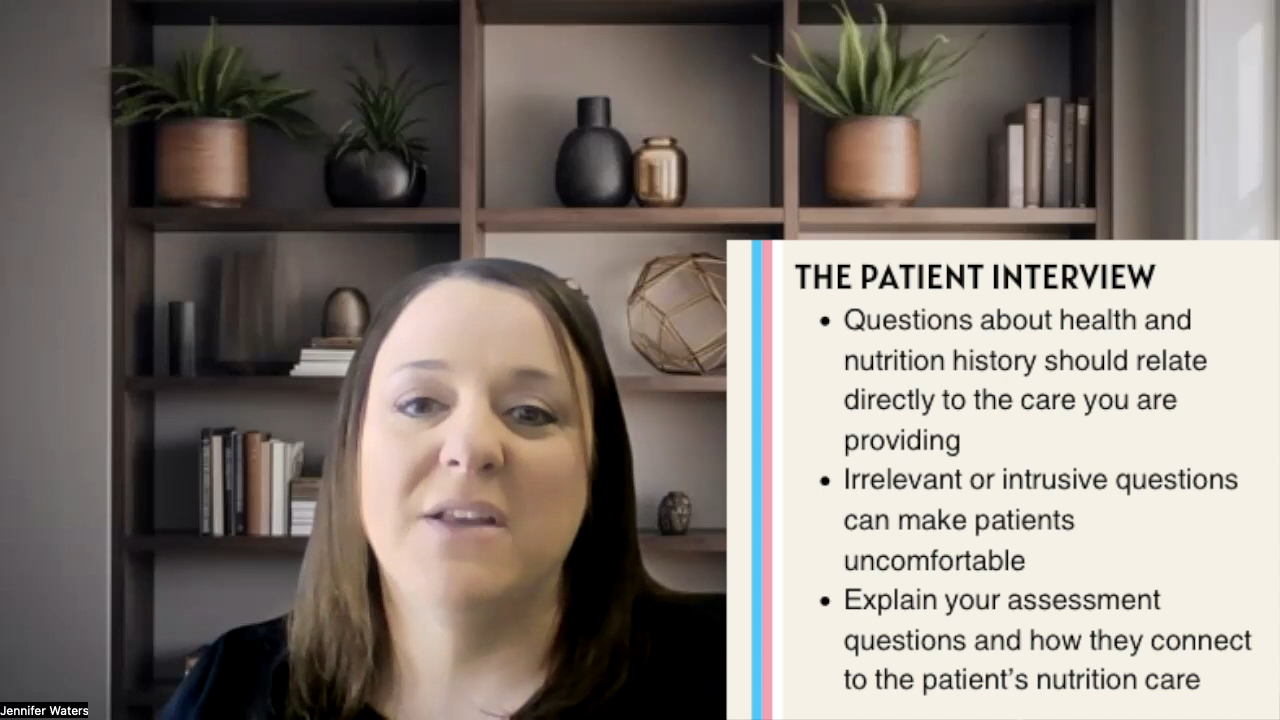 THE PATIENT INTERVIEW
• Questions about health and
nutrition history should relate
directly to the care you are
providing
• Irrelevant or intrusive questions
can make patients
uncomfortable
• Explain your assessment
questions and how they connect
to the patient's nutrition care
Jennifer Waters